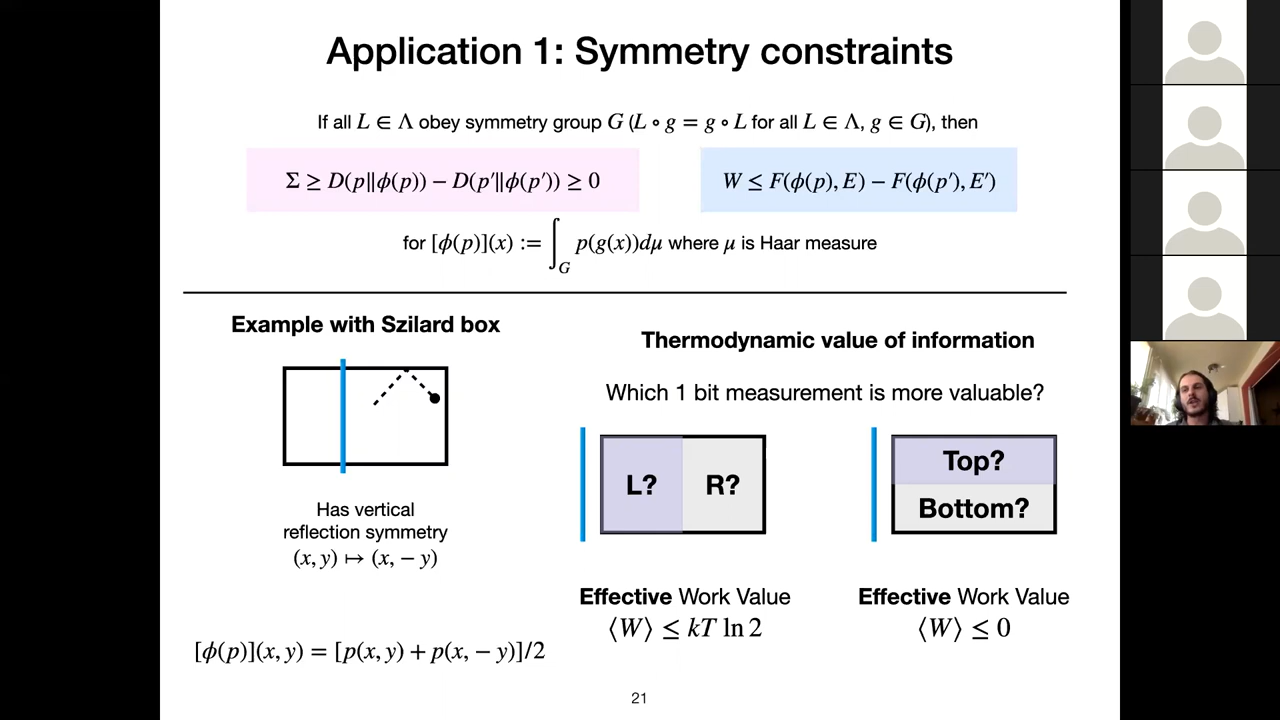 Application 1: Symmetry constraints
If all L ∈ Λ obey symmetry group G (L ∘ g = g ∘ L for all L ∈ Λ, g ∈ G), then
Σ ≥ D(p‖ϕ(p)) − D(p′‖ϕ(p′)) ≥ 0
W ≤ F(ϕ(p), E) − F(ϕ(p′), E′)
for [ϕ(p)](x) := ∫_G p(g(x))dμ where μ is Haar measure
Example with Szilard box
Has vertical
reflection symmetry
(x, y) ↦ (x, − y)
[ϕ(p)](x, y) = [p(x, y) + p(x, − y)]/2
Thermodynamic value of information
Which 1 bit measurement is more valuable?
L? R?
Effective Work Value
⟨W⟩ ≤ kT ln 2
Top?
Bottom?
Effective Work Value
⟨W⟩ ≤ 0
21